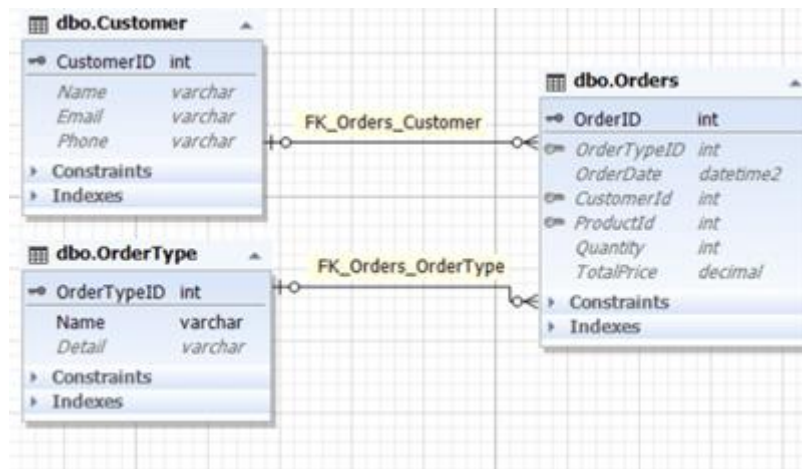 dbo.Customer
CustomerID int
Name varchar
Email varchar
Phone varchar
Constraints
Indexes
FK_Orders_Customer
dbo.OrderType
OrderTypeID int
Name varchar
Detail varchar
Constraints
Indexes
FK_Orders_OrderType
dbo.Orders
OrderID int
OrderTypeID int
OrderDate datetime2
CustomerId int
ProductId int
Quantity int
TotalPrice decimal
Constraints
Indexes